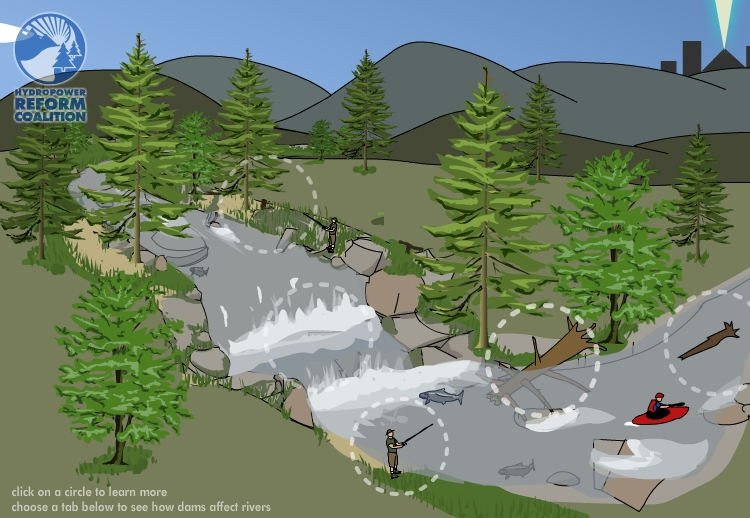 HYDROPOWER
REFORM
COALITION
click on a circle to learn more
choose a tab below to see how dams affect rivers